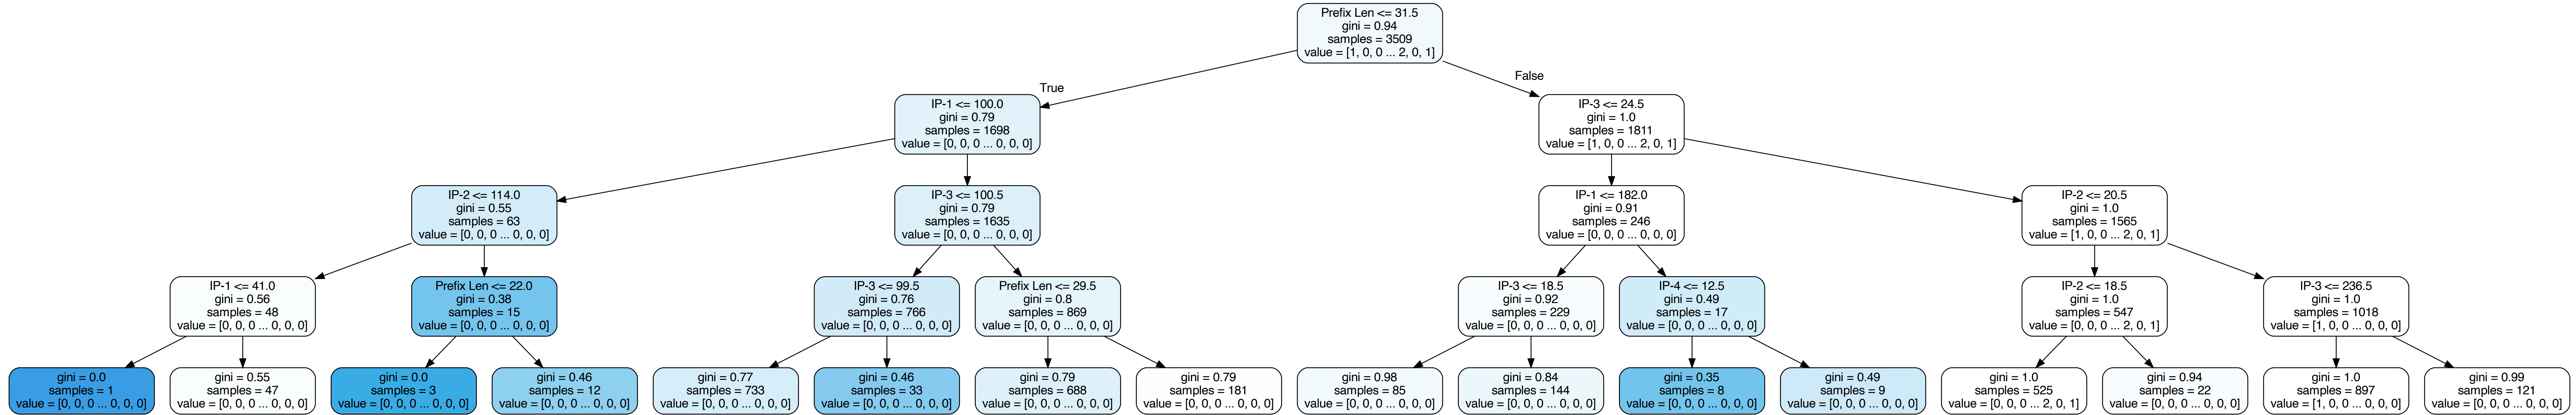 Prefix Len <= 31.5
gini = 0.94
samples = 3509
value = [1, 0, 0 ... 2, 0, 1]
True
False
IP-1 <= 100.0
gini = 0.79
samples = 1698
value = [0, 0, 0 ... 0, 0, 0]
IP-3 <= 24.5
gini = 1.0
samples = 1811
value = [1, 0, 0 ... 2, 0, 1]
IP-2 <= 114.0
gini = 0.55
samples = 63
value = [0, 0, 0 ... 0, 0, 0]
IP-3 <= 100.5
gini = 0.79
samples = 1635
value = [0, 0, 0 ... 0, 0, 0]
IP-1 <= 182.0
gini = 0.91
samples = 246
value = [0, 0, 0 ... 0, 0, 0]
IP-2 <= 20.5
gini = 1.0
samples = 1565
value = [1, 0, 0 ... 2, 0, 1]
IP-1 <= 41.0
gini = 0.56
samples = 48
value = [0, 0, 0 ... 0, 0, 0]
Prefix Len <= 22.0
gini = 0.38
samples = 15
value = [0, 0, 0 ... 0, 0, 0]
IP-3 <= 99.5
gini = 0.76
samples = 766
value = [0, 0, 0 ... 0, 0, 0]
Prefix Len <= 29.5
gini = 0.8
samples = 869
value = [0, 0, 0 ... 0, 0, 0]
IP-3 <= 18.5
gini = 0.92
samples = 229
value = [0, 0, 0 ... 0, 0, 0]
IP-4 <= 12.5
gini = 0.49
samples = 17
value = [0, 0, 0 ... 0, 0, 0]
IP-2 <= 18.5
gini = 1.0
samples = 547
value = [0, 0, 0 ... 2, 0, 1]
IP-3 <= 236.5
gini = 1.0
samples = 1018
value = [1, 0, 0 ... 0, 0, 0]
gini = 0.0
samples = 1
value = [0, 0, 0 ... 0, 0, 0]
gini = 0.55
samples = 47
value = [0, 0, 0 ... 0, 0, 0]
gini = 0.0
samples = 3
value = [0, 0, 0 ... 0, 0, 0]
gini = 0.46
samples = 12
value = [0, 0, 0 ... 0, 0, 0]
gini = 0.77
samples = 733
value = [0, 0, 0 ... 0, 0, 0]
gini = 0.46
samples = 33
value = [0, 0, 0 ... 0, 0, 0]
gini = 0.79
samples = 688
value = [0, 0, 0 ... 0, 0, 0]
gini = 0.79
samples = 181
value = [0, 0, 0 ... 0, 0, 0]
gini = 0.98
samples = 85
value = [0, 0, 0 ... 0, 0, 0]
gini = 0.84
samples = 144
value = [0, 0, 0 ... 0, 0, 0]
gini = 0.35
samples = 8
value = [0, 0, 0 ... 0, 0, 0]
gini = 0.49
samples = 9
value = [0, 0, 0 ... 0, 0, 0]
gini = 1.0
samples = 525
value = [0, 0, 0 ... 2, 0, 1]
gini = 0.94
samples = 22
value = [0, 0, 0 ... 0, 0, 0]
gini = 1.0
samples = 897
value = [1, 0, 0 ... 0, 0, 0]
gini = 0.99
samples = 121
value = [0, 0, 0 ... 0, 0, 0]